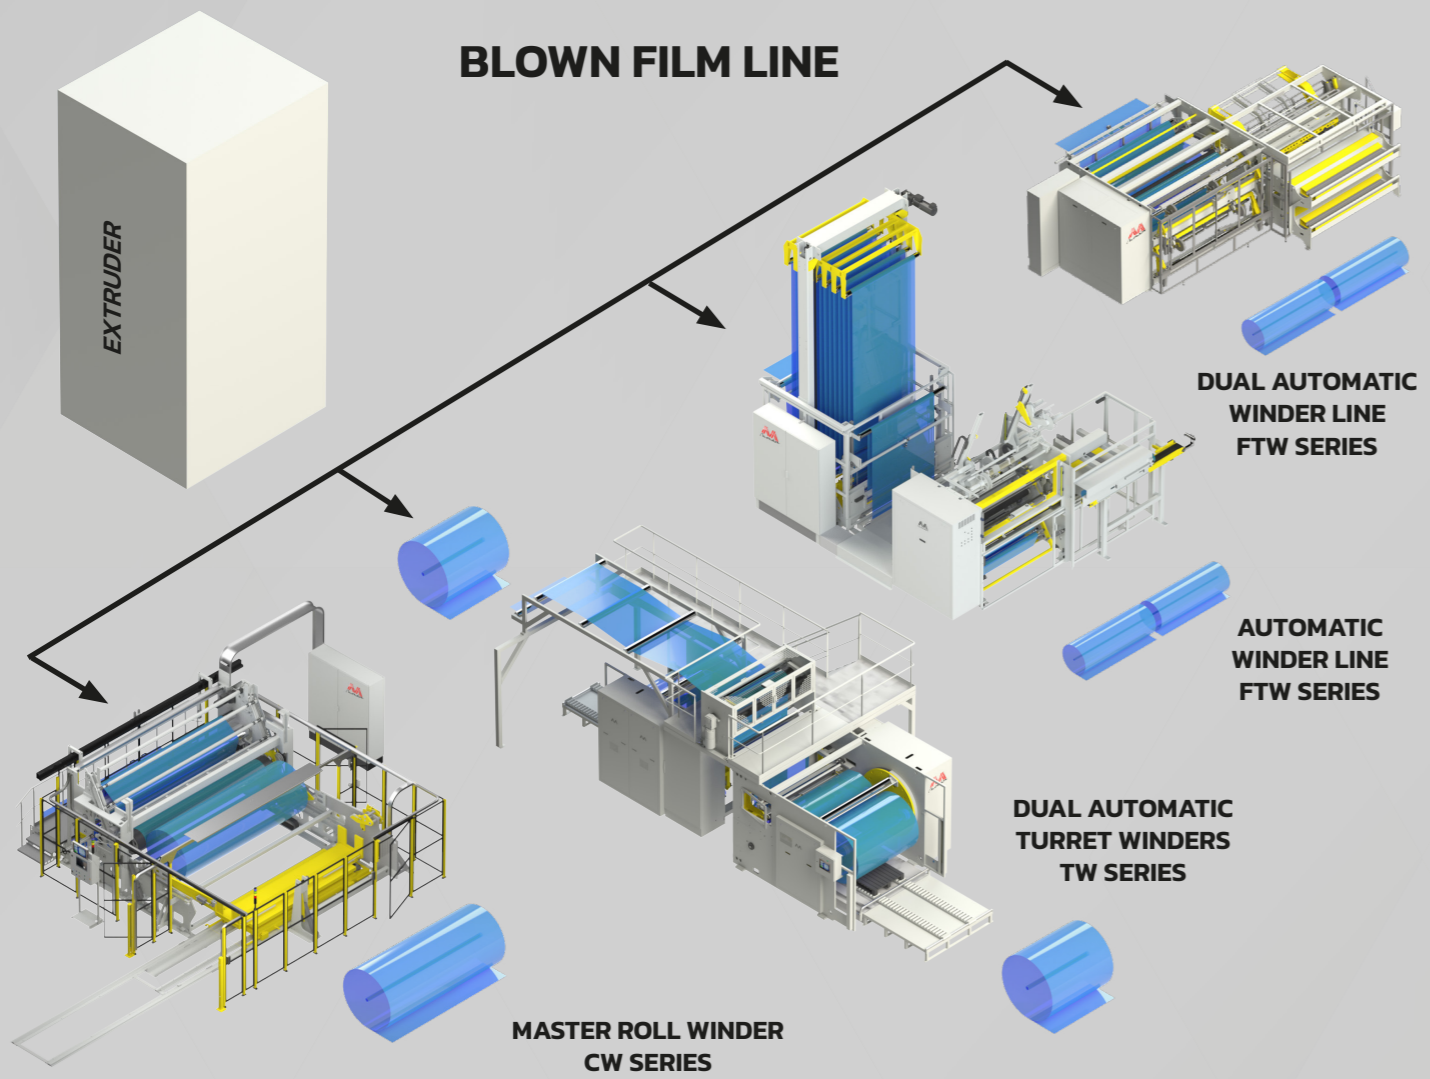 BLOWN FILM LINE
EXTRUDER
DUAL AUTOMATIC
WINDER LINE
FTW SERIES
AUTOMATIC
WINDER LINE
FTW SERIES
DUAL AUTOMATIC
TURRET WINDERS
TW SERIES
MASTER ROLL WINDER
CW SERIES